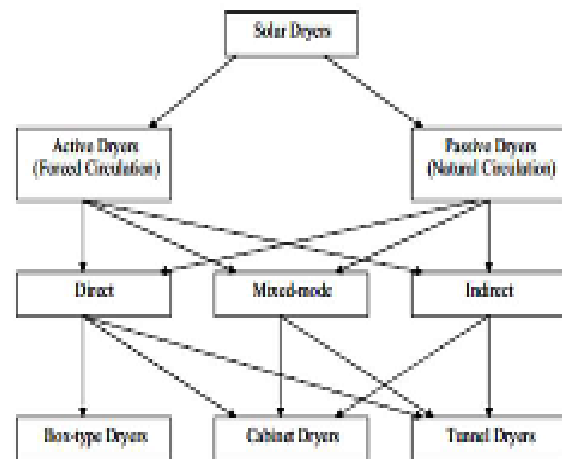 Solar Dryers
Active Dryers
(Forced Circulation)
Passive Dryers
(Natural Circulation)
Direct
Mixed-mode
Indirect
Box-type Dryers
Cabinet Dryers
Tunnel Dryers